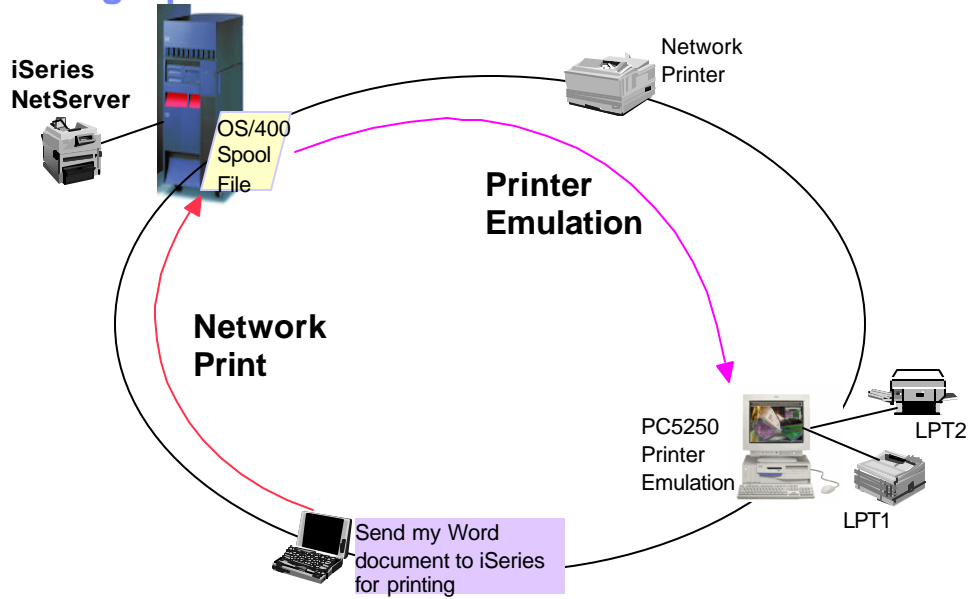 iSeries
NetServer
OS/400
Spool
File
Network
Printer
Printer
Emulation
Network
Print
PC5250
Printer
Emulation
LPT2
LPT1
Send my Word
document to iSeries
for printing